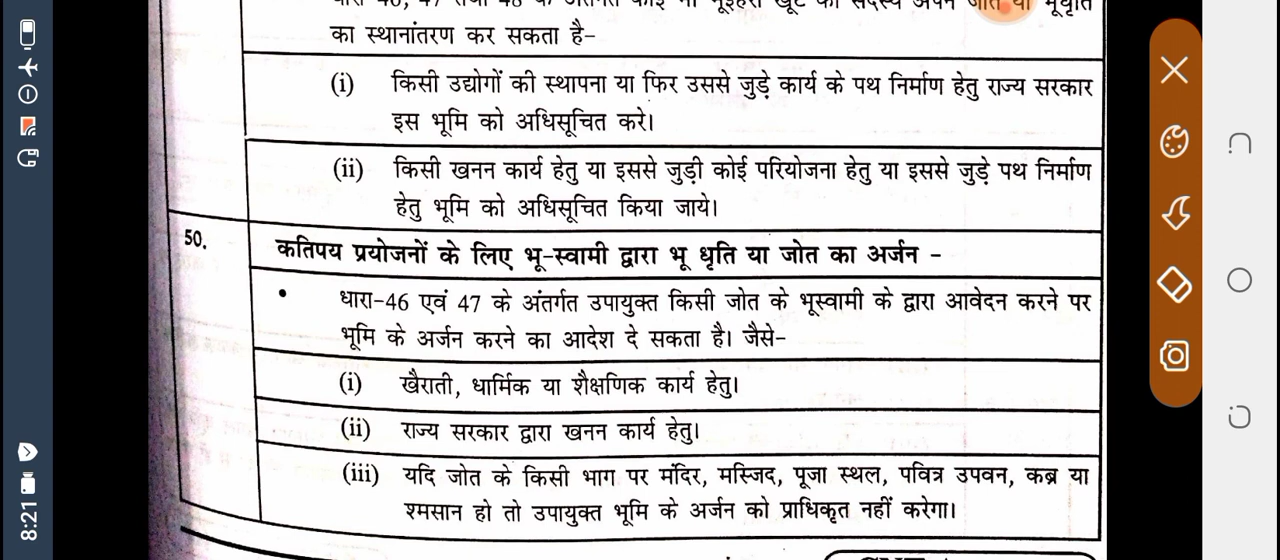 का स्थानांतरण कर सकता है-
(i) किसी उद्योगों की स्थापना या फिर उससे जुड़े कार्य के पथ निर्माण हेतु राज्य सरकार
इस भूमि को अधिसूचित करे।
(ii) किसी खनन कार्य हेतु या इससे जुड़ी कोई परियोजना हेतु या इससे जुड़े पथ निर्माण
हेतु भूमि को अधिसूचित किया जाये।
50. कतिपय प्रयोजनों के लिए भू-स्वामी द्वारा भू धृति या जोत का अर्जन -
• धारा-46 एवं 47 के अंतर्गत उपायुक्त किसी जोत के भूस्वामी के द्वारा आवेदन करने पर
भूमि के अर्जन करने का आदेश दे सकता है। जैसे-
(i) खैराती, धार्मिक या शैक्षणिक कार्य हेतु।
(ii) राज्य सरकार द्वारा खनन कार्य हेतु।
(iii) यदि जोत के किसी भाग पर मंदिर, मस्जिद, पूजा स्थल, पवित्र उपवन, कब्र या
श्मसान हो तो उपायुक्त भूमि के अर्जन को प्राधिकृत नहीं करेगा।
8:21